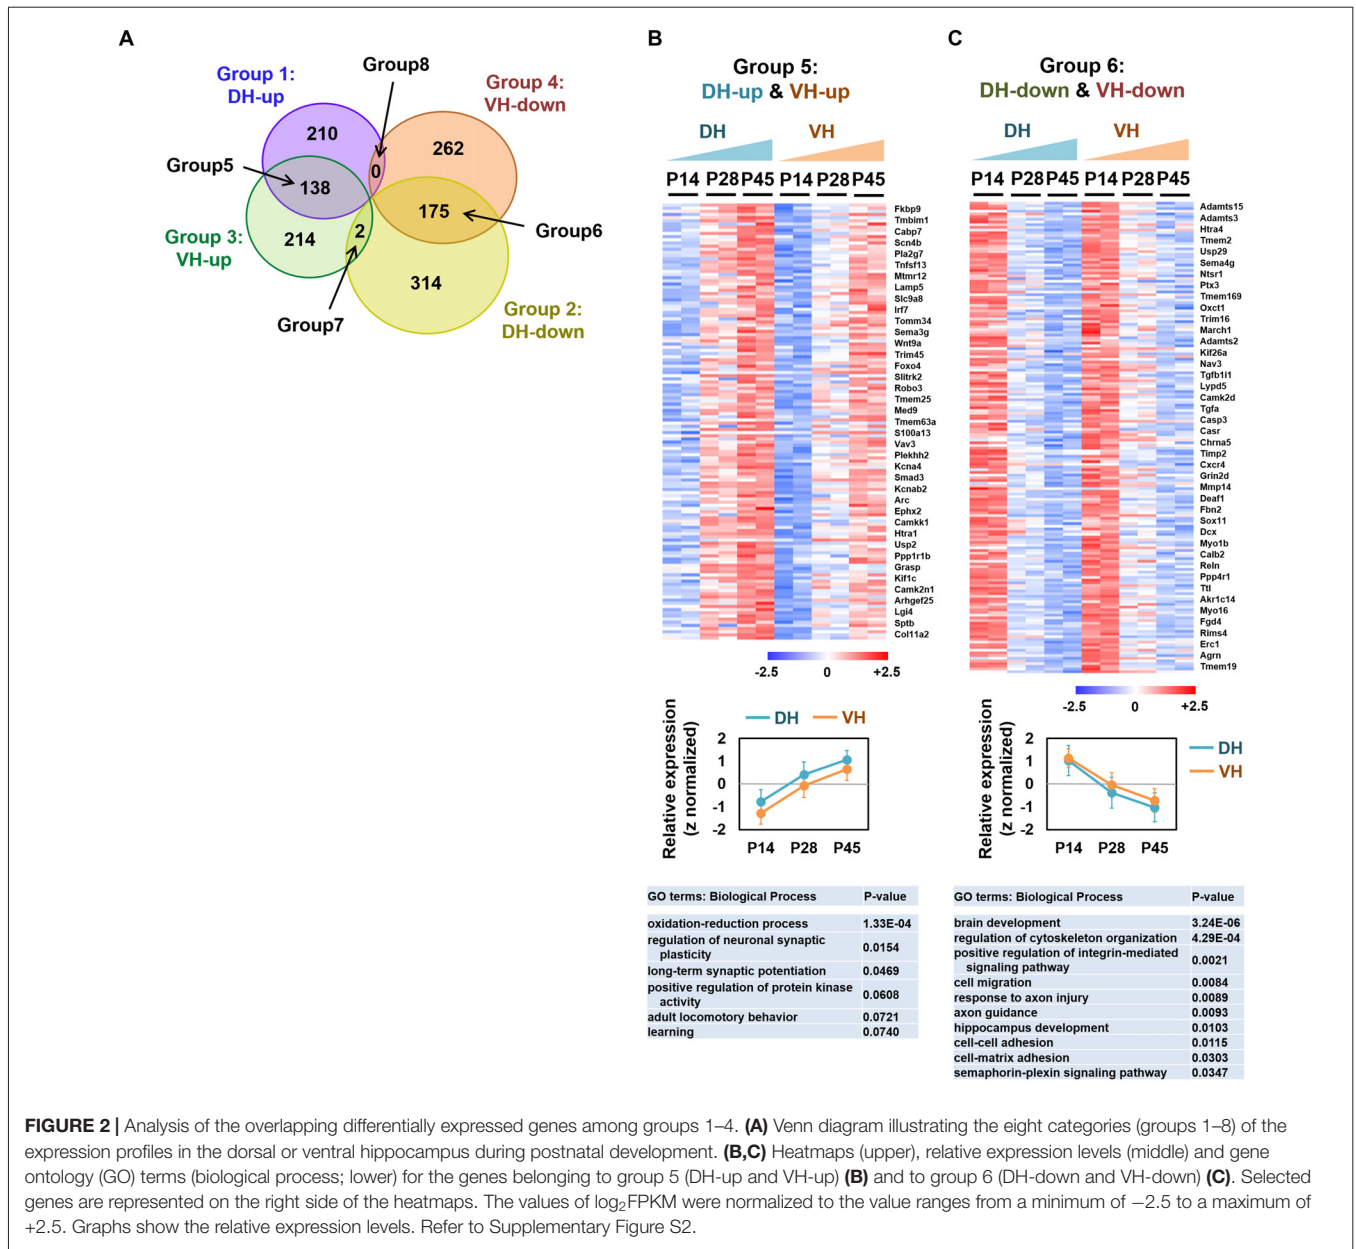 A
Group 1:
DH-up
Group8
Group 4:
VH-down
210
262
0
Group5
138
175
2
214
Group 3:
VH-up
Group6
314
Group7
Group 2:
DH-down
B
Group 5:
DH-up & VH-up
DH
VH
P14 P28 P45 P14 P28 P45
Fkbp9
Tmbim1
Cabp7
Scn4b
Pla2g7
Tnfsf13
Mtmr12
Lamp5
Slc9a8
Irf7
Tomm34
Sema3g
Wnt9a
Trim45
Foxo4
Slitrk2
Robo3
Tmem25
Med9
Tmem63a
S100a13
Vav3
Plekhh2
Kcna4
Smad3
Kcnab2
Arc
Ephx2
Camkk1
Htra1
Usp2
Ppp1r1b
Grasp
Kif1c
Camk2n1
Arhgef25
Lgi4
Sptb
Col11a2
-2.5 0 +2.5
DH VH
Relative expression
(z normalized)
2
1
0
-1
-2
P14 P28 P45
GO terms: Biological Process P-value
oxidation-reduction process 1.33E-04
regulation of neuronal synaptic
plasticity 0.0154
long-term synaptic potentiation 0.0469
positive regulation of protein kinase
activity 0.0608
adult locomotory behavior 0.0721
learning 0.0740
C
Group 6:
DH-down & VH-down
DH
VH
P14 P28 P45 P14 P28 P45
Adamts15
Adamts3
Htra4
Tmem2
Usp29
Sema4g
Ntsr1
Ptx3
Tmem169
Oxct1
Trim16
March1
Adamts2
Kif26a
Nav3
Tgfb1i1
Lypd5
Camk2d
Tgfa
Casp3
Casr
Chrna5
Timp2
Cxcr4
Grin2d
Mmp14
Deaf1
Fbn2
Sox11
Dcx
Myo1b
Calb2
Reln
Ppp4r1
Ttl
Akr1c14
Myo16
Fgd4
Rims4
Erc1
Agrn
Tmem19
-2.5 0 +2.5
Relative expression
(z normalized)
2
1
0
-1
-2
P14 P28 P45
DH
VH
GO terms: Biological Process P-value
brain development 3.24E-06
regulation of cytoskeleton organization 4.29E-04
positive regulation of integrin-mediated
signaling pathway 0.0021
cell migration 0.0084
response to axon injury 0.0089
axon guidance 0.0093
hippocampus development 0.0103
cell-cell adhesion 0.0115
cell-matrix adhesion 0.0303
semaphorin-plexin signaling pathway 0.0347
FIGURE 2 | Analysis of the overlapping differentially expressed genes among groups 1–4. (A) Venn diagram illustrating the eight categories (groups 1–8) of the
expression profiles in the dorsal or ventral hippocampus during postnatal development. (B,C) Heatmaps (upper), relative expression levels (middle) and gene
ontology (GO) terms (biological process; lower) for the genes belonging to group 5 (DH-up and VH-up) (B) and to group 6 (DH-down and VH-down) (C). Selected
genes are represented on the right side of the heatmaps. The values of log₂FPKM were normalized to the value ranges from a minimum of −2.5 to a maximum of
+2.5. Graphs show the relative expression levels. Refer to Supplementary Figure S2.